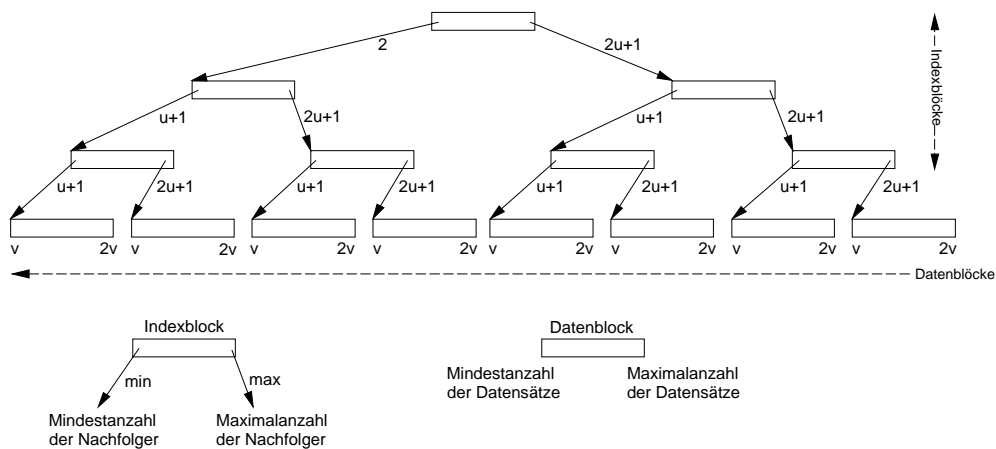 2
2u+1
Indexblöcke
u+1
2u+1
u+1
2u+1
u+1
2u+1
u+1
2u+1
u+1
2u+1
u+1
2u+1
v 2v v 2v v 2v v 2v v 2v v 2v v 2v v 2v
Datenblöcke
Indexblock
min
max
Mindestanzahl
der Nachfolger
Maximalanzahl
der Nachfolger
Datenblock
Mindestanzahl
der Datensätze
Maximalanzahl
der Datensätze